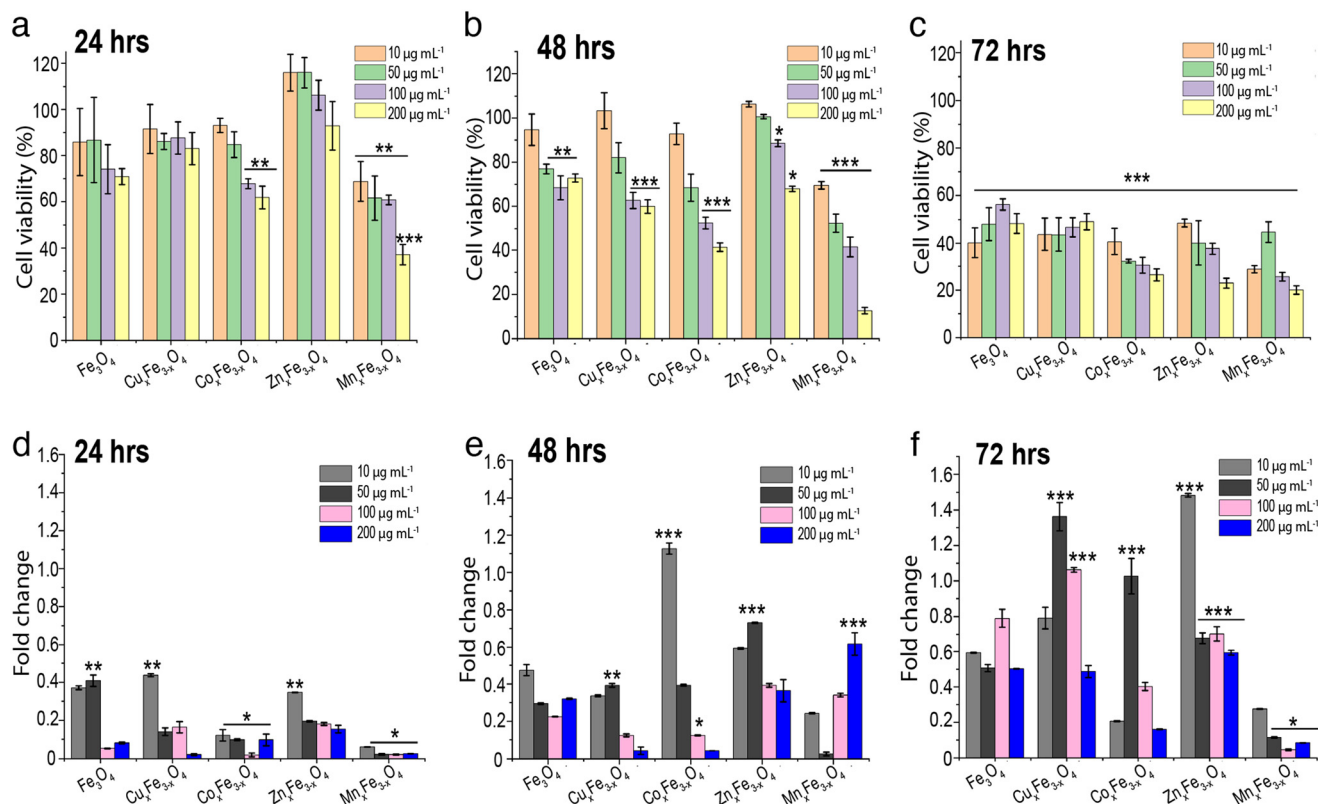 a
24 hrs
10 µg mL⁻¹
50 µg mL⁻¹
100 µg mL⁻¹
200 µg mL⁻¹
Cell viability (%)
120
100
80
60
40
20
0
**
**
***
Fe₃O₄
CuₓFe₃₋ₓO₄
CoₓFe₃₋ₓO₄
ZnₓFe₃₋ₓO₄
MnₓFe₃₋ₓO₄
b
48 hrs
10 µg mL⁻¹
50 µg mL⁻¹
100 µg mL⁻¹
200 µg mL⁻¹
Cell viability (%)
120
100
80
60
40
20
0
**
***
***
*
*
***
Fe₃O₄
CuₓFe₃₋ₓO₄
CoₓFe₃₋ₓO₄
ZnₓFe₃₋ₓO₄
MnₓFe₃₋ₓO₄
c
72 hrs
10 µg mL⁻¹
50 µg mL⁻¹
100 µg mL⁻¹
200 µg mL⁻¹
Cell viability (%)
120
100
80
60
40
20
0
***
Fe₃O₄
CuₓFe₃₋ₓO₄
CoₓFe₃₋ₓO₄
ZnₓFe₃₋ₓO₄
MnₓFe₃₋ₓO₄
d
24 hrs
10 µg mL⁻¹
50 µg mL⁻¹
100 µg mL⁻¹
200 µg mL⁻¹
Fold change
1.6
1.4
1.2
1.0
0.8
0.6
0.4
0.2
0
**
**
*
**
*
Fe₃O₄
CuₓFe₃₋ₓO₄
CoₓFe₃₋ₓO₄
ZnₓFe₃₋ₓO₄
MnₓFe₃₋ₓO₄
e
48 hrs
10 µg mL⁻¹
50 µg mL⁻¹
100 µg mL⁻¹
200 µg mL⁻¹
Fold change
1.6
1.4
1.2
1.0
0.8
0.6
0.4
0.2
0
**
***
*
***
***
Fe₃O₄
CuₓFe₃₋ₓO₄
CoₓFe₃₋ₓO₄
ZnₓFe₃₋ₓO₄
MnₓFe₃₋ₓO₄
f
72 hrs
10 µg mL⁻¹
50 µg mL⁻¹
100 µg mL⁻¹
200 µg mL⁻¹
Fold change
1.6
1.4
1.2
1.0
0.8
0.6
0.4
0.2
0
***
***
***
***
***
*
Fe₃O₄
CuₓFe₃₋ₓO₄
CoₓFe₃₋ₓO₄
ZnₓFe₃₋ₓO₄
MnₓFe₃₋ₓO₄